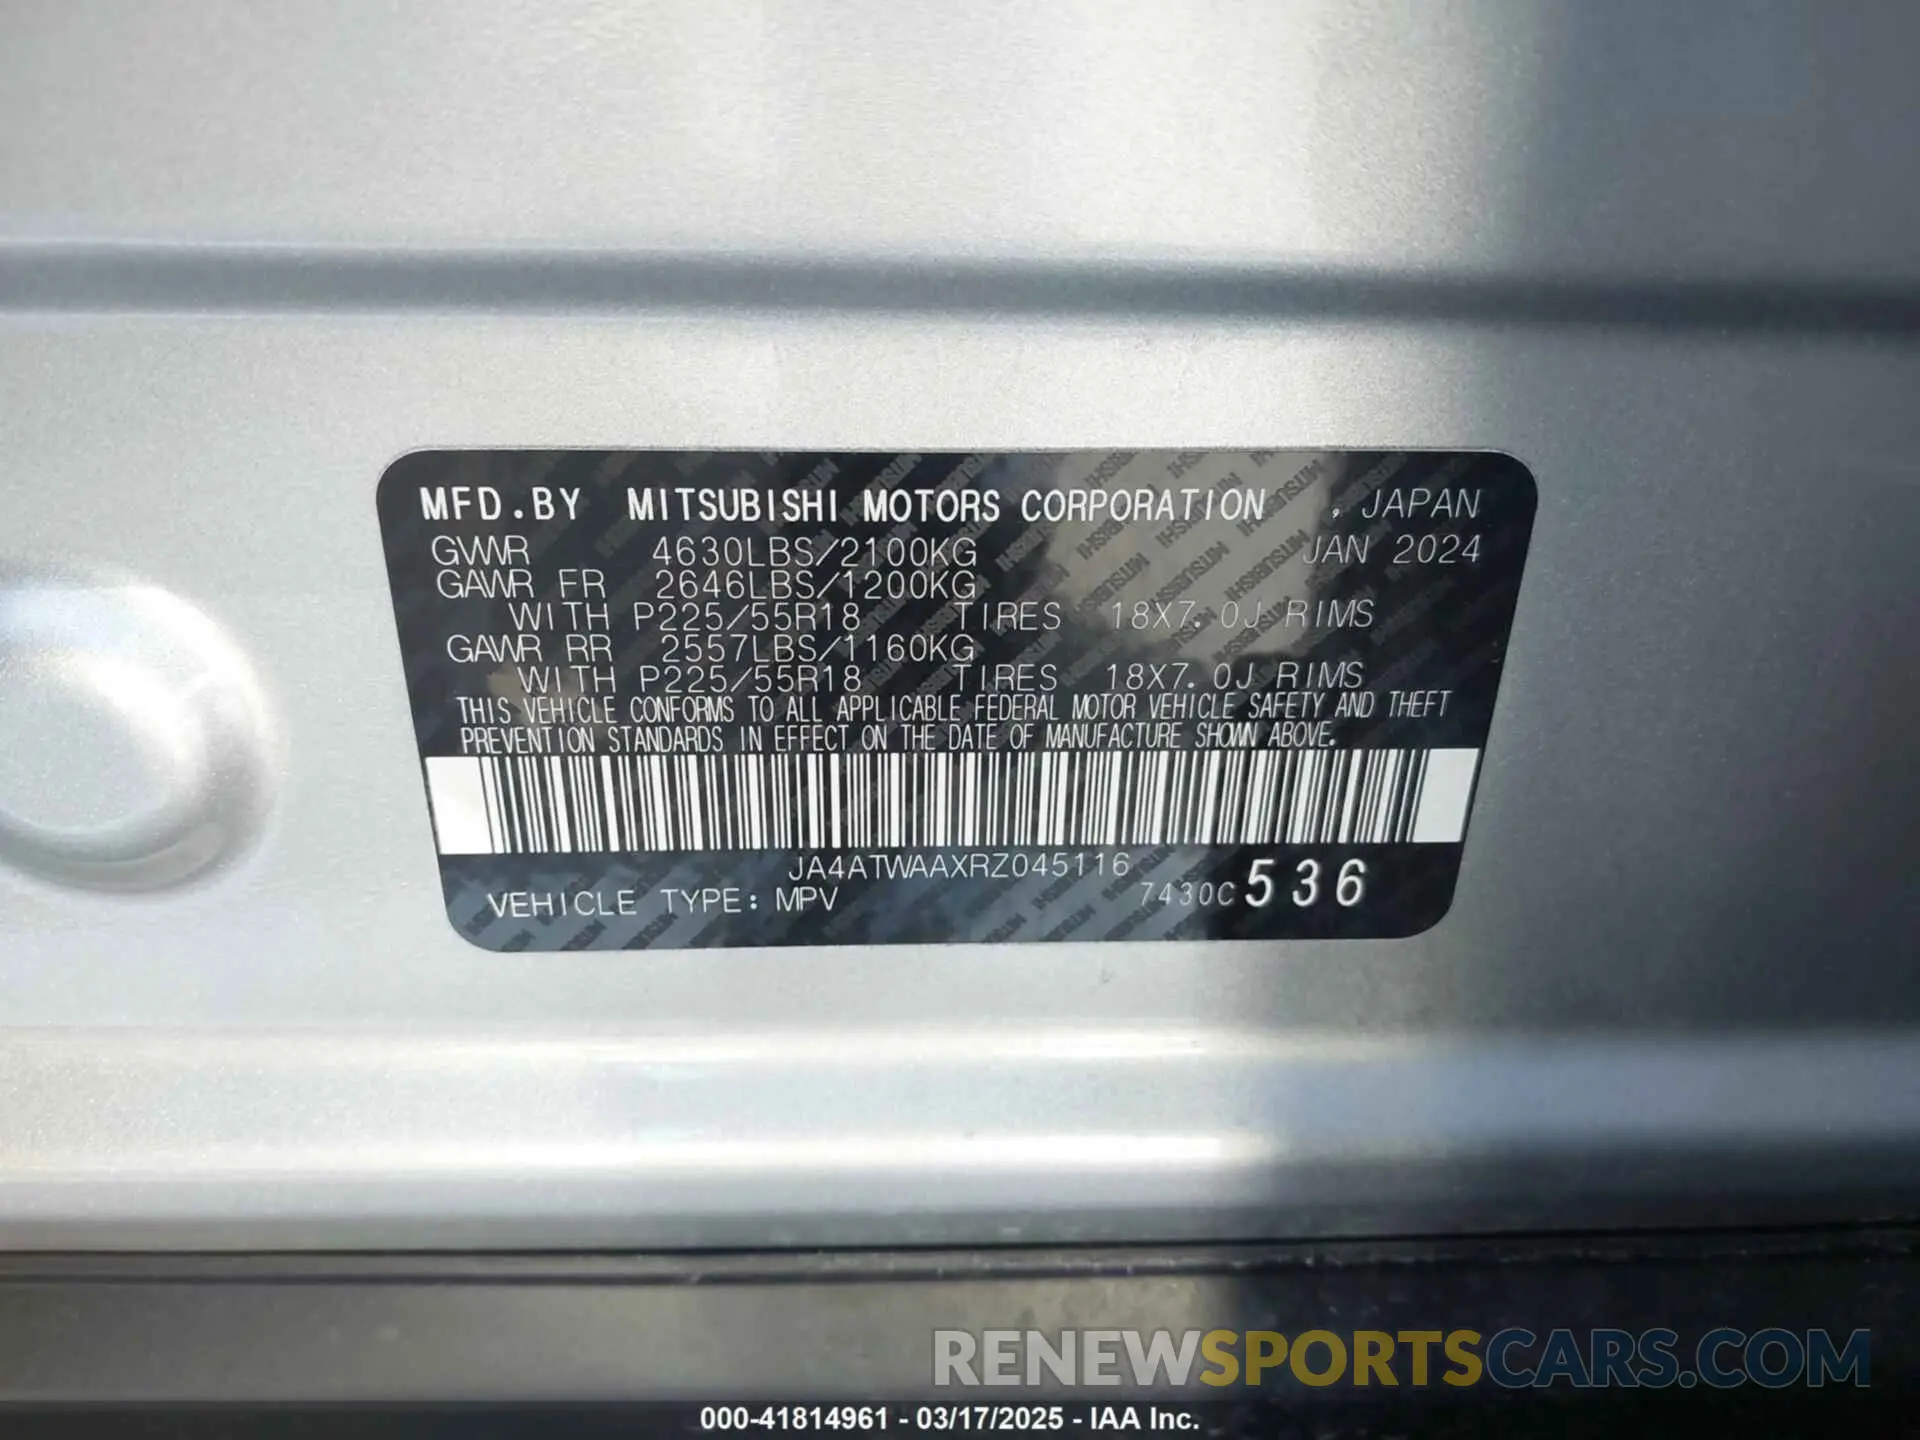 MFD.BY MITSUBISHI MOTORS CORPORATION , JAPAN
GVWR 4630LBS/2100KG JAN 2024
GAWR FR 2646LBS/1200KG
WITH P225/55R18 TIRES 18X7.0J RIMS
GAWR RR 2557LBS/1160KG
WITH P225/55R18 TIRES 18X7.0J RIMS
THIS VEHICLE CONFORMS TO ALL APPLICABLE FEDERAL MOTOR VEHICLE SAFETY AND THEFT
PREVENTION STANDARDS IN EFFECT ON THE DATE OF MANUFACTURE SHOWN ABOVE.
JA4ATWAAXRZ045116
VEHICLE TYPE: MPV 7430C 536
RENEWSPORTSCARS.COM
000-41814961 - 03/17/2025 - IAA Inc.